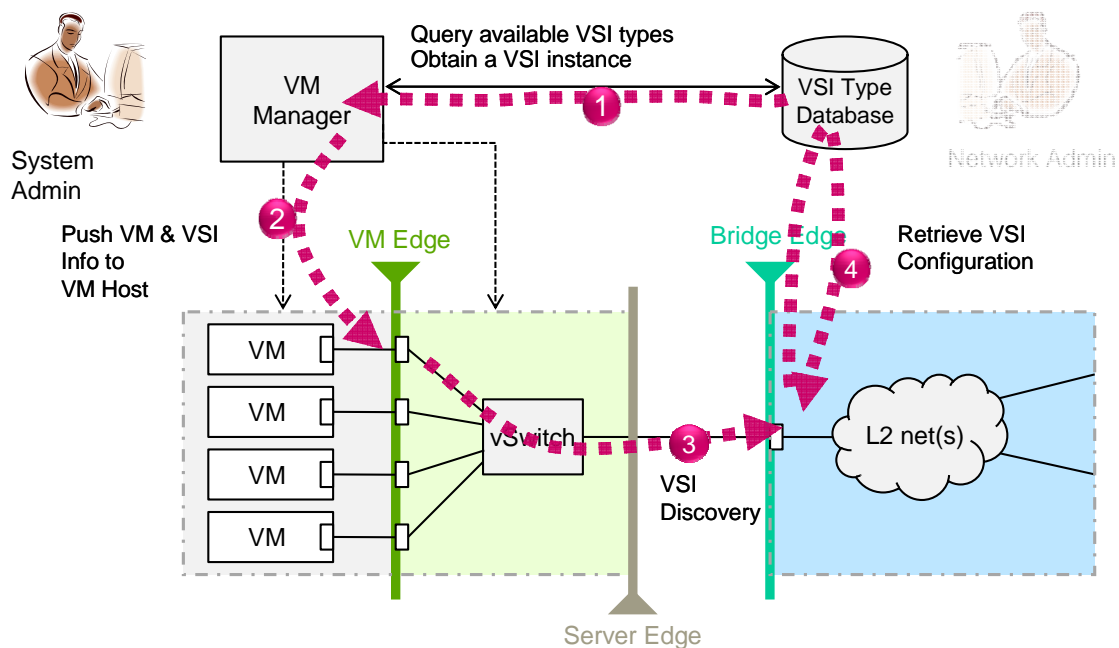 Query available VSI types
Obtain a VSI instance
VM
Manager
1
VSI Type
Database
System
Admin
Network Admin
2
Push VM & VSI
Info to
VM Host
VM Edge
Bridge Edge
4
Retrieve VSI
Configuration
VM
VM
VM
VM
vSwitch
3
VSI
Discovery
L2 net(s)
Server Edge